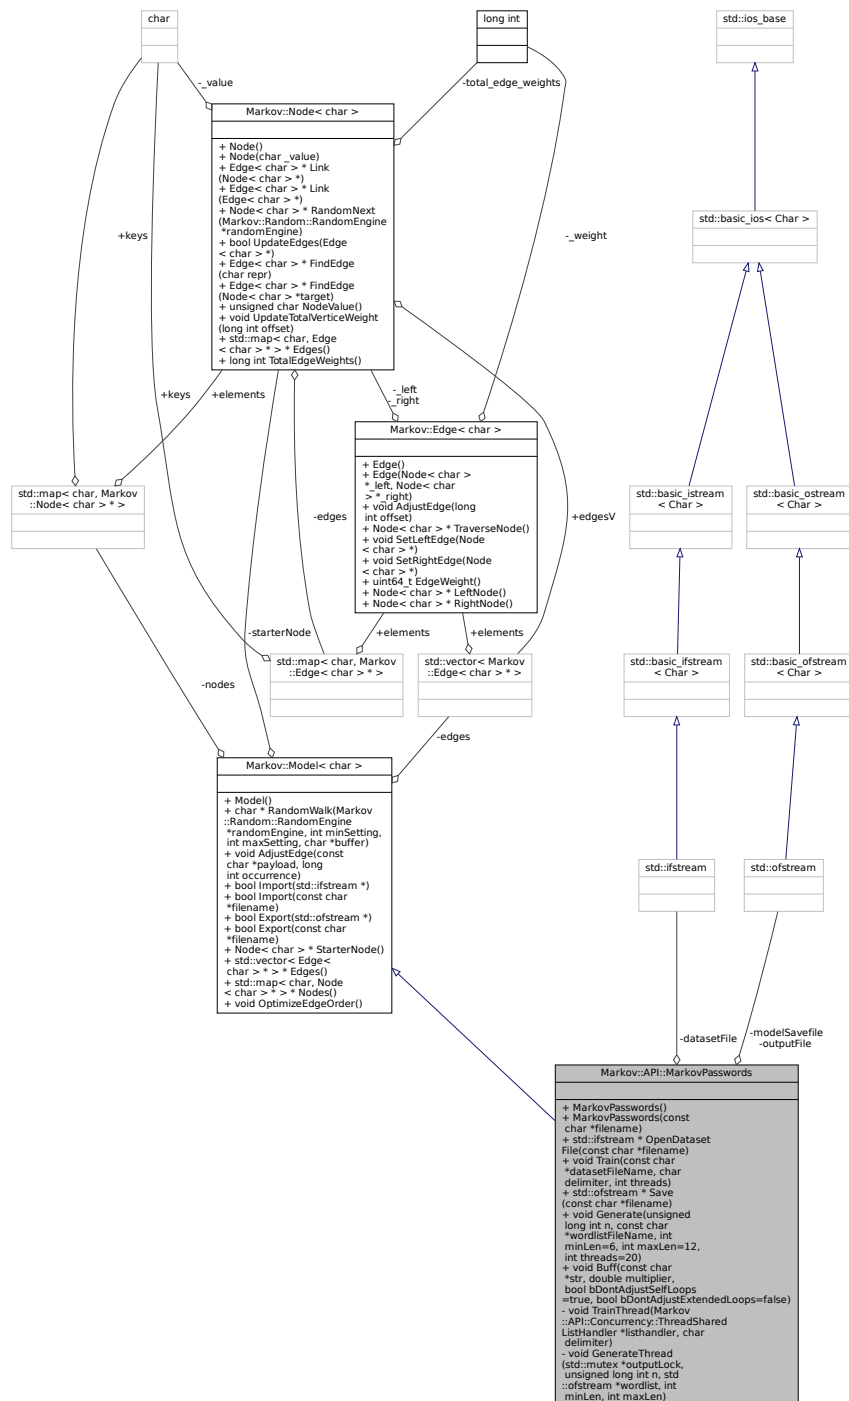 char
long int
std::ios_base
-_value
-total_edge_weights
Markov::Node< char >
+ Node()
+ Node(char _value)
+ Edge< char > * Link
(Node< char > *)
+ Edge< char > * Link
(Edge< char > *)
+ Node< char > * RandomNext
(Markov::Random::RandomEngine
*randomEngine)
+ bool UpdateEdges(Edge
< char > *)
+ Edge< char > * FindEdge
(char repr)
+ Edge< char > * FindEdge
(Node< char > *target)
+ unsigned char NodeValue()
+ void UpdateTotalVerticeWeight
(long int offset)
+ std::map< char, Edge
< char > * > * Edges()
+ long int TotalEdgeWeights()
std::basic_ios< Char >
+keys
-_weight
+keys
+elements
-_left
-_right
Markov::Edge< char >
+ Edge()
+ Edge(Node< char >
*_left, Node< char
> *_right)
+ void AdjustEdge(long
int offset)
+ Node< char > * TraverseNode()
+ void SetLeftEdge(Node
< char > *)
+ void SetRightEdge(Node
< char > *)
+ uint64_t EdgeWeight()
+ Node< char > * LeftNode()
+ Node< char > * RightNode()
std::map< char, Markov
::Node< char > * >
-edges
+edgesV
std::basic_istream
< Char >
std::basic_ostream
< Char >
-starterNode
+elements
+elements
std::map< char, Markov
::Edge< char > * >
std::vector< Markov
::Edge< char > * >
std::basic_ifstream
< Char >
std::basic_ofstream
< Char >
-nodes
-edges
Markov::Model< char >
+ Model()
+ char * RandomWalk(Markov
::Random::RandomEngine
*randomEngine, int minSetting,
int maxSetting, char *buffer)
+ void AdjustEdge(const
char *payload, long
int occurrence)
+ bool Import(std::ifstream *)
+ bool Import(const char
*filename)
+ bool Export(std::ofstream *)
+ bool Export(const char
*filename)
+ Node< char > * StarterNode()
+ std::vector< Edge<
char > * > * Edges()
+ std::map< char, Node
< char > * > * Nodes()
+ void OptimizeEdgeOrder()
std::ifstream
std::ofstream
-datasetFile
-modelSavefile
-outputFile
Markov::API::MarkovPasswords
+ MarkovPasswords()
+ MarkovPasswords(const
char *filename)
+ std::ifstream * OpenDataset
File(const char *filename)
+ void Train(const char
*datasetFileName, char
delimiter, int threads)
+ std::ofstream * Save
(const char *filename)
+ void Generate(unsigned
long int n, const char
*wordlistFileName, int
minLen=6, int maxLen=12,
int threads=20)
+ void Buff(const char
*str, double multiplier,
bool bDontAdjustSelfLoops
=true, bool bDontAdjustExtendedLoops=false)
- void TrainThread(Markov
::API::Concurrency::ThreadShared
ListHandler *listhandler, char
delimiter)
- void GenerateThread
(std::mutex *outputLock,
unsigned long int n, std
::ofstream *wordlist, int
minLen, int maxLen)